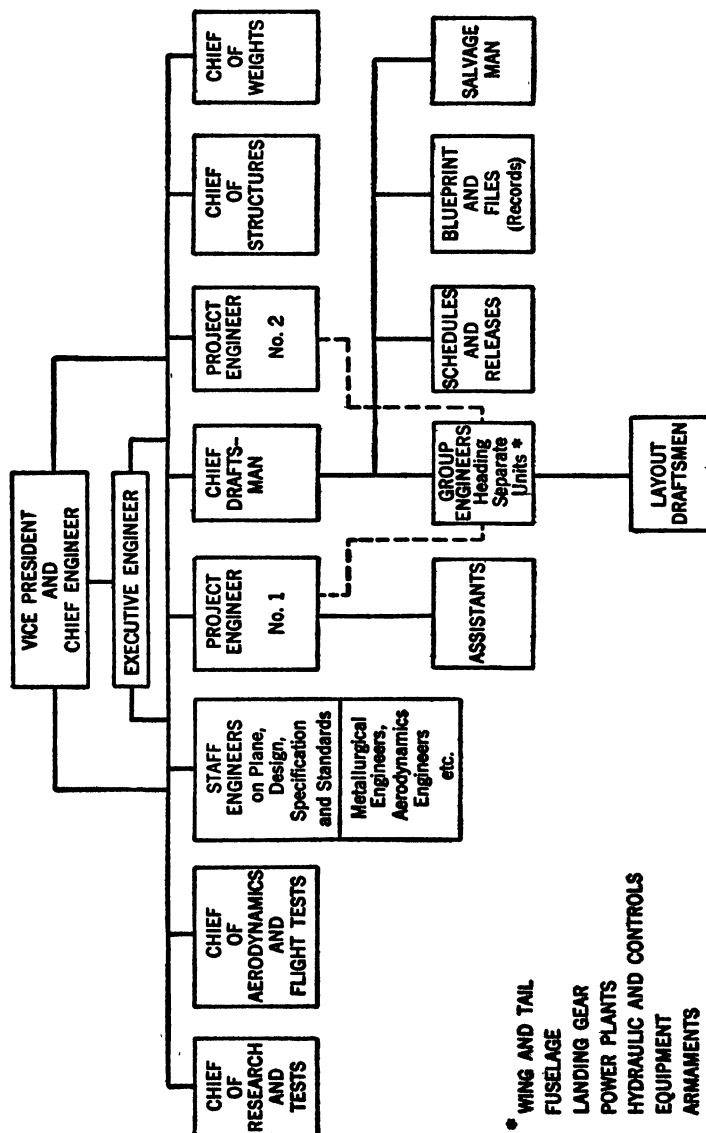 VICE PRESIDENT
AND
CHIEF ENGINEER
EXECUTIVE ENGINEER
CHIEF
OF
RESEARCH
AND
TESTS
CHIEF
OF
AERODYNAMICS
AND
FLIGHT TESTS
STAFF
ENGINEERS
on Plane,
Design,
Specification
and Standards
Metallurgical
Engineers,
Aerodynamics
Engineers
etc.
PROJECT
ENGINEER
No. 1
CHIEF
DRAFTS-
MAN
PROJECT
ENGINEER
No. 2
CHIEF
OF
STRUCTURES
CHIEF
OF
WEIGHTS
ASSISTANTS
GROUP
ENGINEERS
Heading
Separate
Units *
SCHEDULES
AND
RELEASES
BLUEPRINT
AND
FILES
(Records)
SALVAGE
MAN
LAYOUT
DRAFTSMEN
* WING AND TAIL
FUSELAGE
LANDING GEAR
POWER PLANTS
HYDRAULIC AND CONTROLS
EQUIPMENT
ARMAMENTS